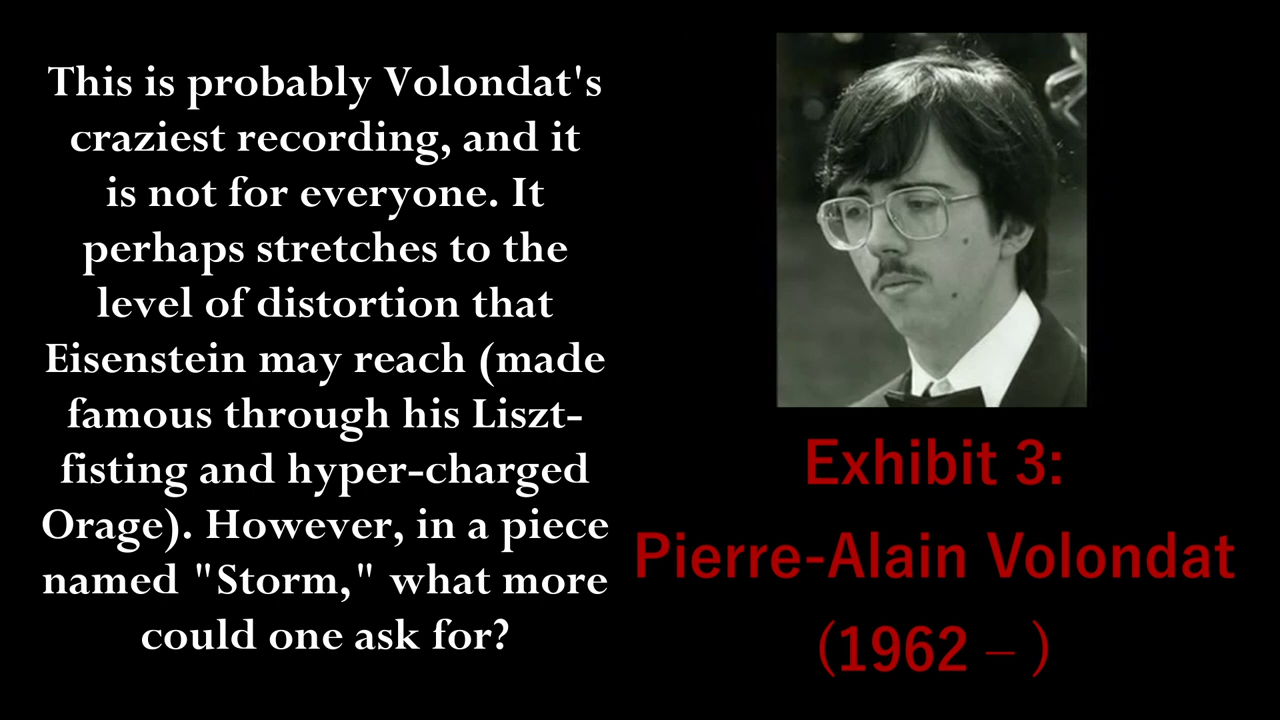 This is probably Volondat's
craziest recording, and it
is not for everyone. It
perhaps stretches to the
level of distortion that
Eisenstein may reach (made
famous through his Liszt-
fisting and hyper-charged
Orage). However, in a piece
named "Storm," what more
could one ask for?
Exhibit 3:
Pierre-Alain Volondat
(1962 – )